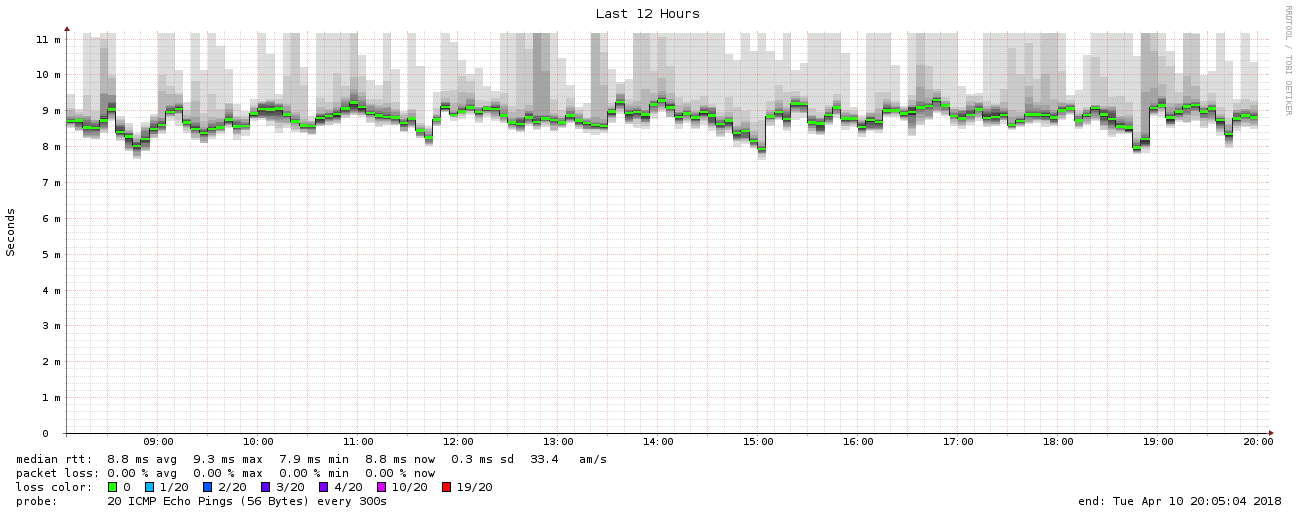 Last 12 Hours
RRDTOOL / TOBI OETIKER
11 m
10 m
9 m
8 m
7 m
6 m
5 m
4 m
3 m
2 m
1 m
0
Seconds
09:00 10:00 11:00 12:00 13:00 14:00 15:00 16:00 17:00 18:00 19:00 20:00
median rtt: 8.8 ms avg 9.3 ms max 7.9 ms min 8.8 ms now 0.3 ms sd 33.4 am/s
packet loss: 0.00 % avg 0.00 % max 0.00 % min 0.00 % now
loss color: 0 1/20 2/20 3/20 4/20 10/20 19/20
probe: 20 ICMP Echo Pings (56 Bytes) every 300s
end: Tue Apr 10 20:05:04 2018